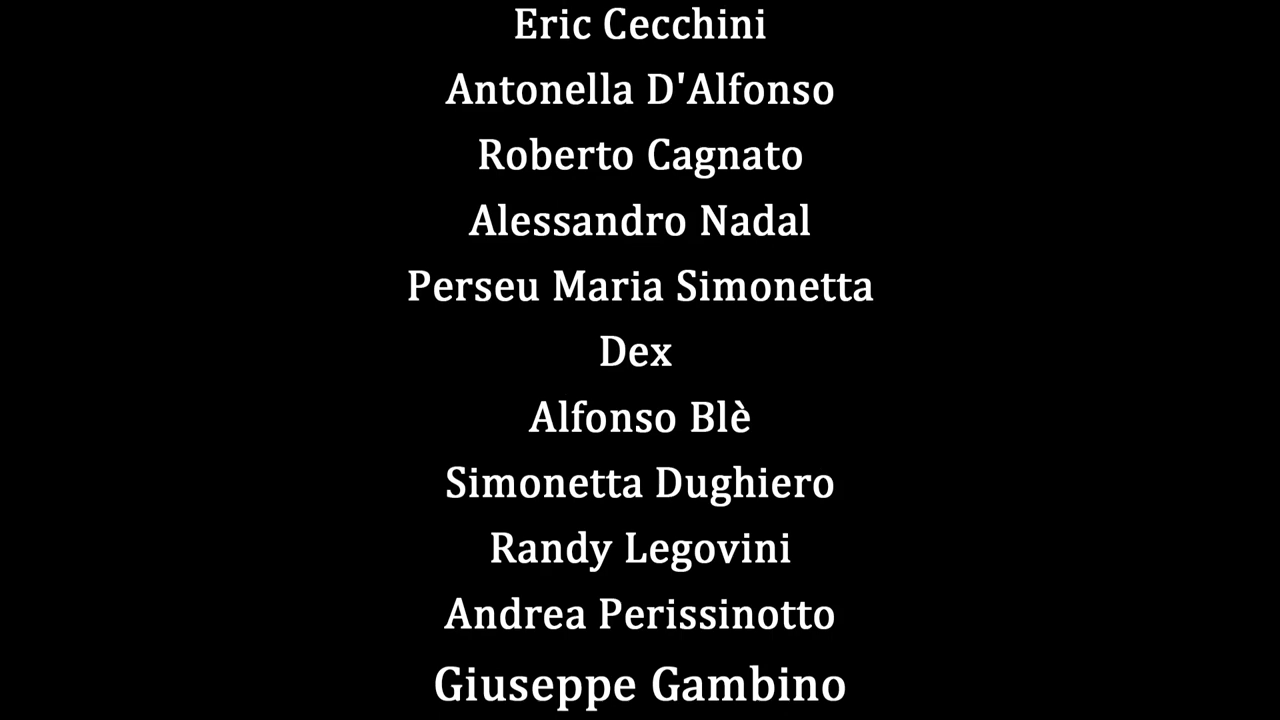 Eric Cecchini
Antonella D'Alfonso
Roberto Cagnato
Alessandro Nadal
Perseu Maria Simonetta
Dex
Alfonso Blè
Simonetta Dughiero
Randy Legovini
Andrea Perissinotto
Giuseppe Gambino